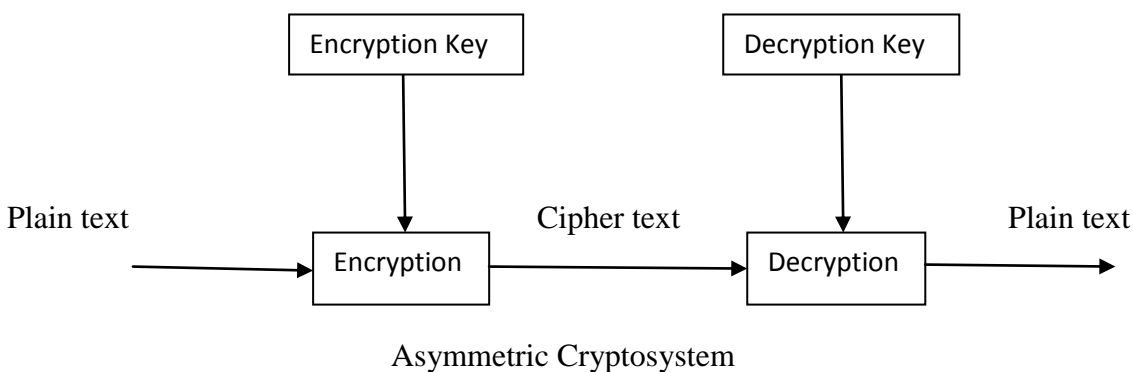 Encryption Key
Decryption Key
Plain text
Cipher text
Plain text
Encryption
Decryption
Asymmetric Cryptosystem